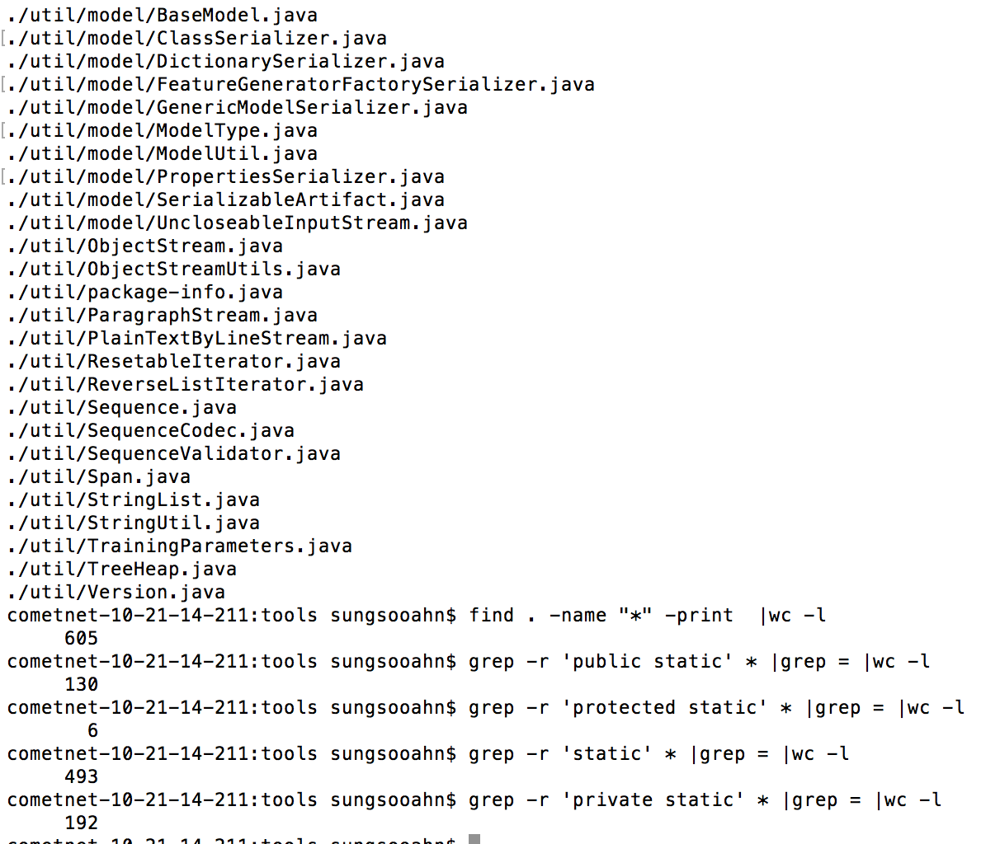 ./util/model/BaseModel.java
[./util/model/ClassSerializer.java
./util/model/DictionarySerializer.java
[./util/model/FeatureGeneratorFactorySerializer.java
./util/model/GenericModelSerializer.java
[./util/model/ModelType.java
./util/model/ModelUtil.java
[./util/model/PropertiesSerializer.java
./util/model/SerializableArtifact.java
./util/model/UncloseableInputStream.java
./util/ObjectStream.java
./util/ObjectStreamUtils.java
./util/package-info.java
./util/ParagraphStream.java
./util/PlainTextByLineStream.java
./util/ResetableIterator.java
./util/ReverseListIterator.java
./util/Sequence.java
./util/SequenceCodec.java
./util/SequenceValidator.java
./util/Span.java
./util/StringList.java
./util/StringUtil.java
./util/TrainingParameters.java
./util/TreeHeap.java
./util/Version.java
cometnet-10-21-14-211:tools sungsooahn$ find . -name "*" -print  |wc -l
605
cometnet-10-21-14-211:tools sungsooahn$ grep -r 'public static' * |grep = |wc -l
130
cometnet-10-21-14-211:tools sungsooahn$ grep -r 'protected static' * |grep = |wc -l
6
cometnet-10-21-14-211:tools sungsooahn$ grep -r 'static' * |grep = |wc -l
493
cometnet-10-21-14-211:tools sungsooahn$ grep -r 'private static' * |grep = |wc -l
192
cometnet-10-21-14-211:tools sungsooahn$